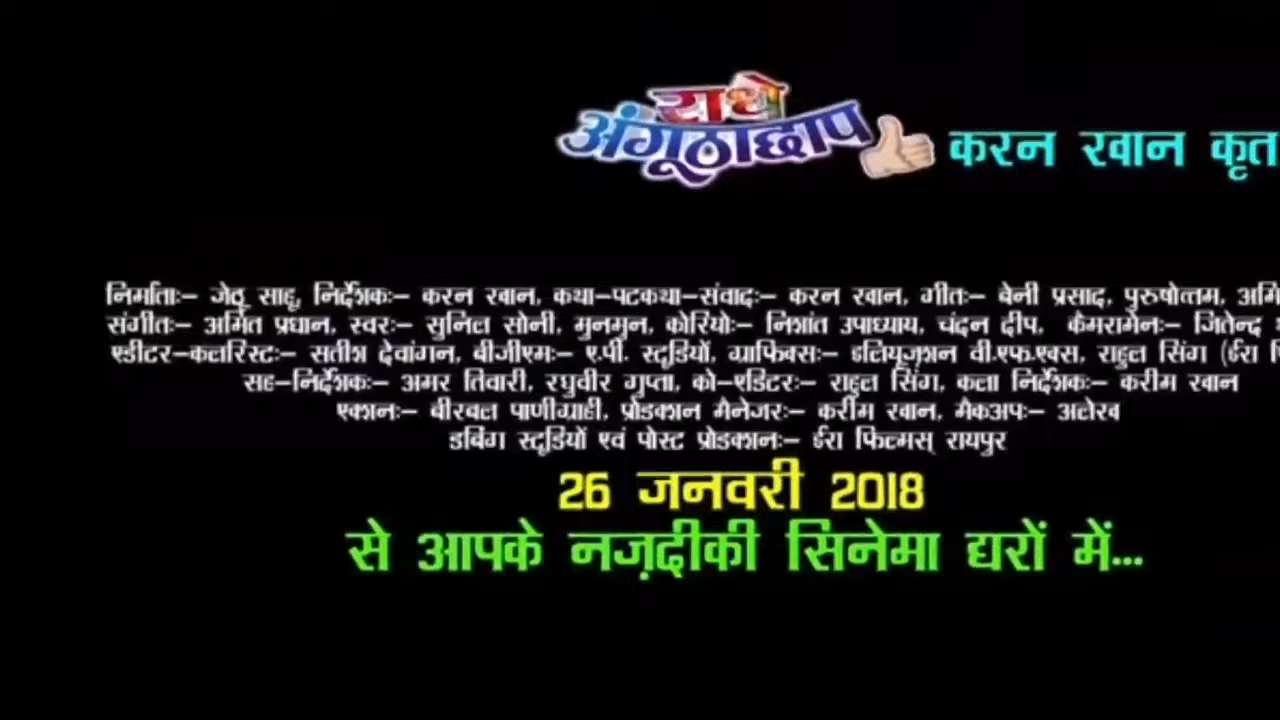 राधे
अंगूठाछाप करन खान कृत
निर्माताः– जेठू साहू, निर्देशकः– करन खान, कथा–पटकथा–संवादः– करन खान, गीतः– बेनी प्रसाद, पुरुषोत्तम,
संगीतः– अमित प्रधान, स्वरः– सुनिल सोनी, मुनमुन, कोरियोः– निशांत उपाध्याय, चंदन दीप, कैमरामेनः– जितेन्द्र
एडीटर–कलरिस्टः– सतीश देवांगन, बीजीएमः– ए.पी. स्टूडियों, ग्राफिक्सः– इलियूज़शन वी.एफ.एक्स, राहुल सिंग (ईरा
सह–निर्देशकः– अमर तिवारी, रघुवीर गुप्ता, को–एडिटरः– राहुल सिंग, कला निर्देशकः– करीम खान
एक्शनः– बीरबल पाणीग्राही, प्रोडक्शन मैनेजरः– करीम खान, मैकअपः– अलेख
डबिंग स्टूडियों एवं पोस्ट प्रोडक्शनः– ईरा फिल्मस् रायपुर
26 जनवरी 2018
से आपके नज़दीकी सिनेमा घरों में...